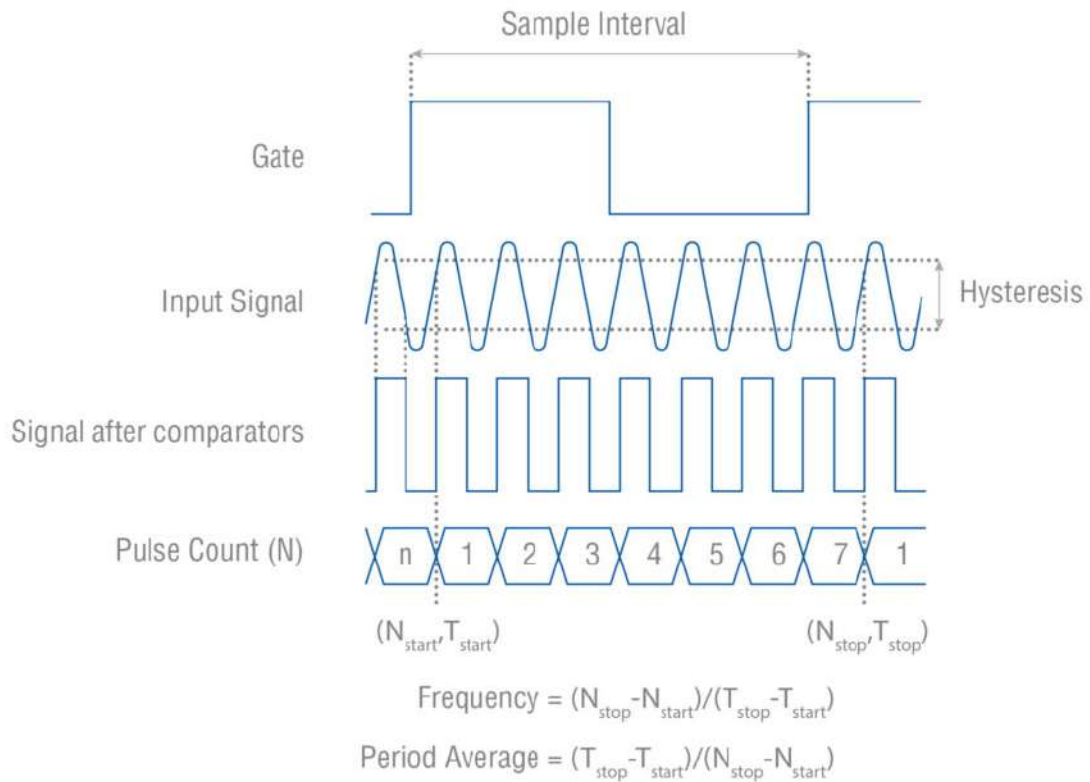 Sample Interval
Gate
Input Signal
Hysteresis
Signal after comparators
Pulse Count (N)
n 1 2 3 4 5 6 7 1
(Nstart,Tstart) (Nstop,Tstop)
Frequency = (Nstop-Nstart)/(Tstop-Tstart)
Period Average = (Tstop-Tstart)/(Nstop-Nstart)